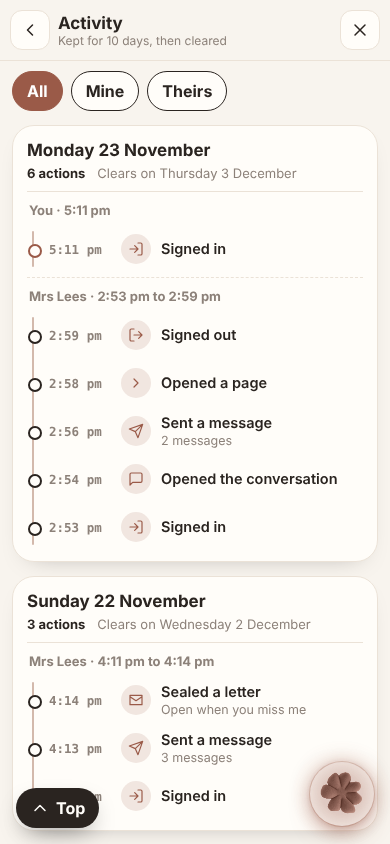 Activity
Kept for 10 days, then cleared
All
Mine
Theirs
Monday 23 November
6 actions Clears on Thursday 3 December
You · 5:11 pm
5:11 pm Signed in
Mrs Lees · 2:53 pm to 2:59 pm
2:59 pm Signed out
2:58 pm Opened a page
2:56 pm Sent a message
2 messages
2:54 pm Opened the conversation
2:53 pm Signed in
Sunday 22 November
3 actions Clears on Wednesday 2 December
Mrs Lees · 4:11 pm to 4:14 pm
4:14 pm Sealed a letter
Open when you miss me
4:13 pm Sent a message
3 messages
Signed in
Top